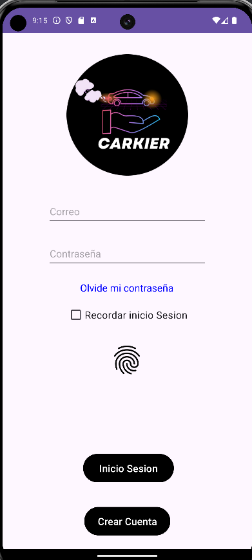 9:15
CARKIER
Correo
Contraseña
Olvide mi contraseña
Recordar inicio Sesion
Inicio Sesion
Crear Cuenta